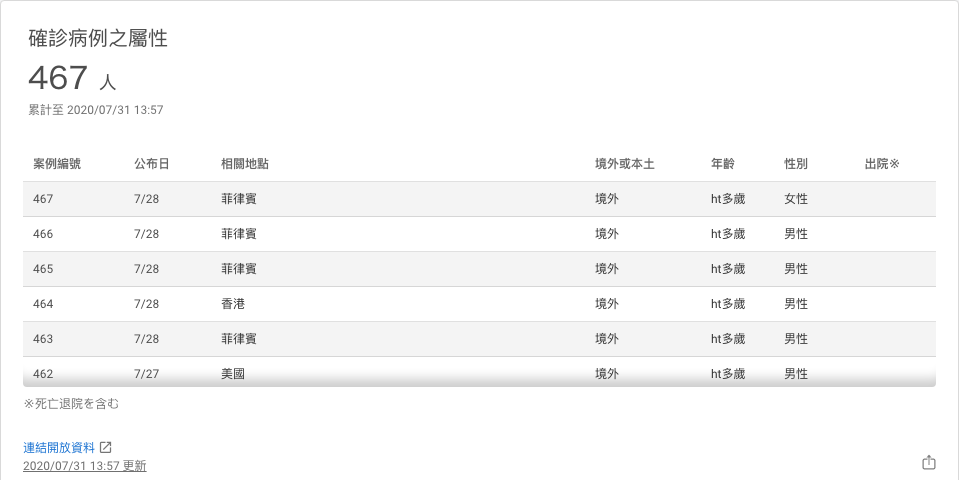 確診病例之屬性
467 人
累計至 2020/07/31 13:57
案例編號 公布日 相關地點 境外或本土 年齡 性別 出院※
467 7/28 菲律賓 境外 ht多歲 女性
466 7/28 菲律賓 境外 ht多歲 男性
465 7/28 菲律賓 境外 ht多歲 男性
464 7/28 香港 境外 ht多歲 男性
463 7/28 菲律賓 境外 ht多歲 男性
462 7/27 美國 境外 ht多歲 男性
※死亡退院を含む
連結開放資料
2020/07/31 13:57 更新